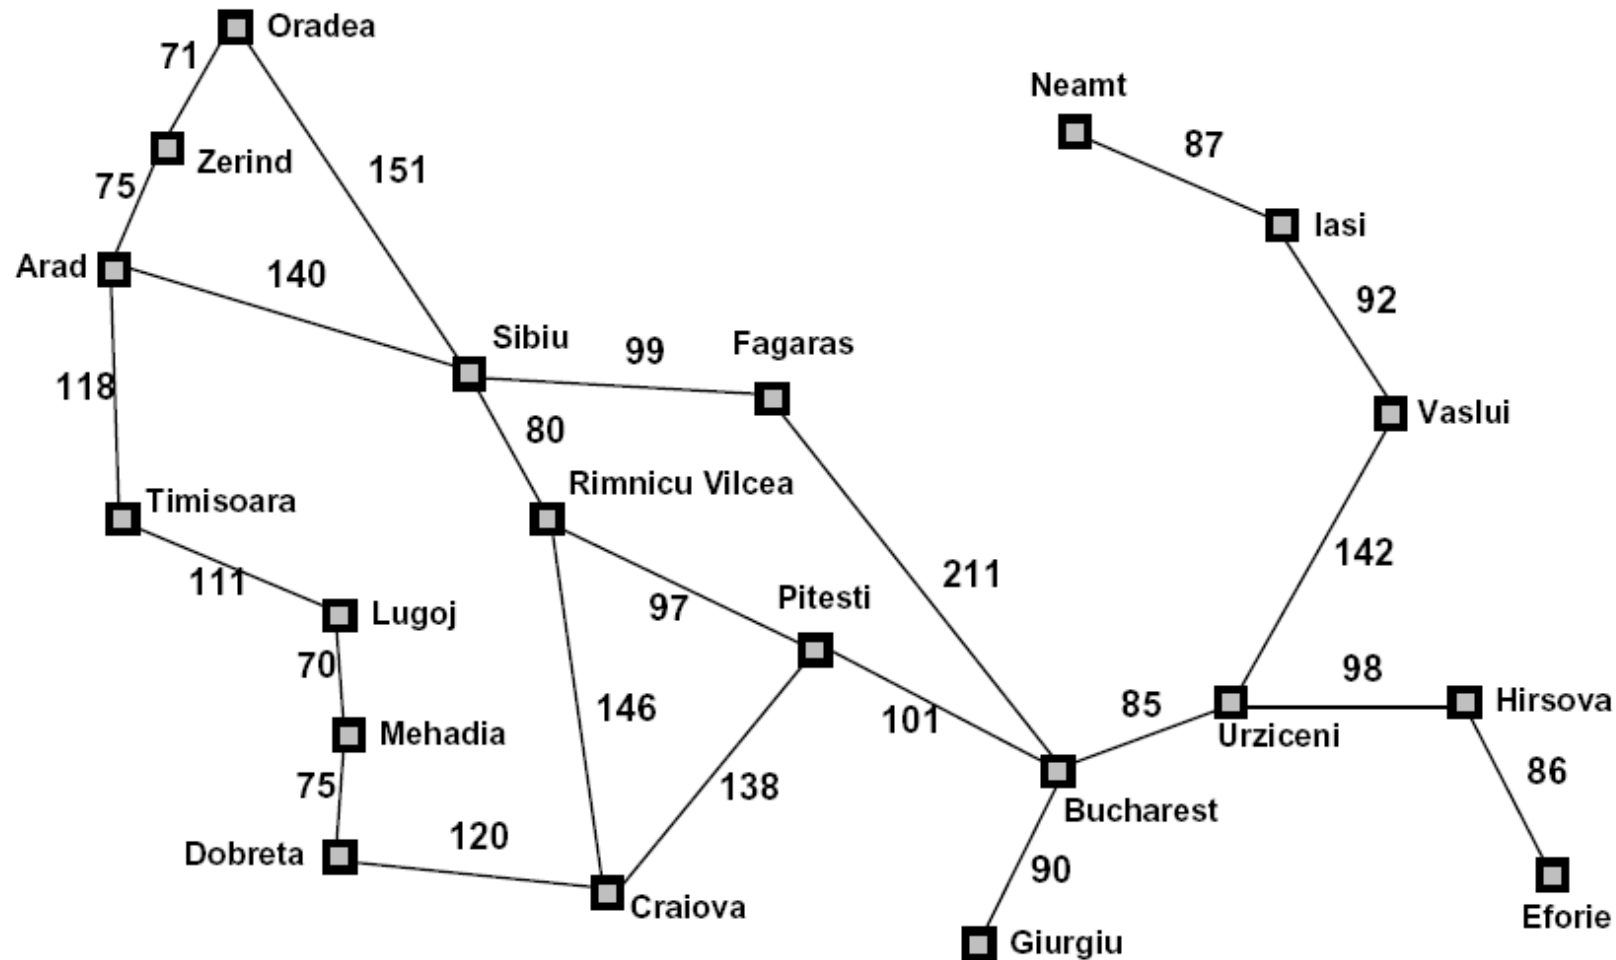 Oradea
71
Neamt
87
Zerind
151
75
Iasi
Arad
140
92
Sibiu
99
Fagaras
118
Vaslui
80
Rimnicu Vilcea
Timisoara
142
111
211
Lugoj
97
Pitesti
70
98
146
85
Hirsova
101
Mehadia
Urziceni
75
138
86
Bucharest
120
Dobreta
90
Craiova
Eforie
Giurgiu